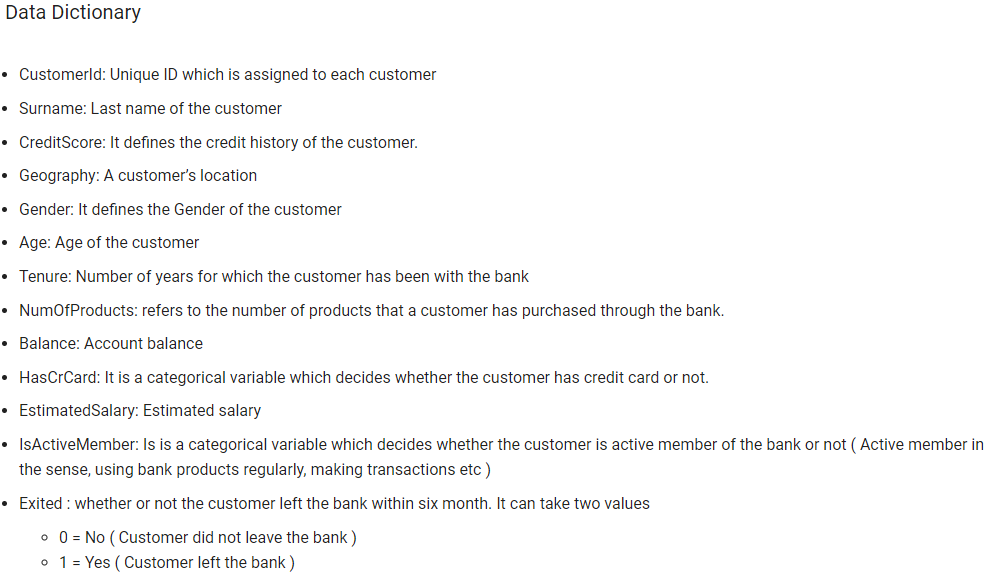 Data Dictionary
• CustomerId: Unique ID which is assigned to each customer
• Surname: Last name of the customer
• CreditScore: It defines the credit history of the customer.
• Geography: A customer’s location
• Gender: It defines the Gender of the customer
• Age: Age of the customer
• Tenure: Number of years for which the customer has been with the bank
• NumOfProducts: refers to the number of products that a customer has purchased through the bank.
• Balance: Account balance
• HasCrCard: It is a categorical variable which decides whether the customer has credit card or not.
• EstimatedSalary: Estimated salary
• IsActiveMember: Is is a categorical variable which decides whether the customer is active member of the bank or not ( Active member in
the sense, using bank products regularly, making transactions etc )
• Exited : whether or not the customer left the bank within six month. It can take two values
◦ 0 = No ( Customer did not leave the bank )
◦ 1 = Yes ( Customer left the bank )